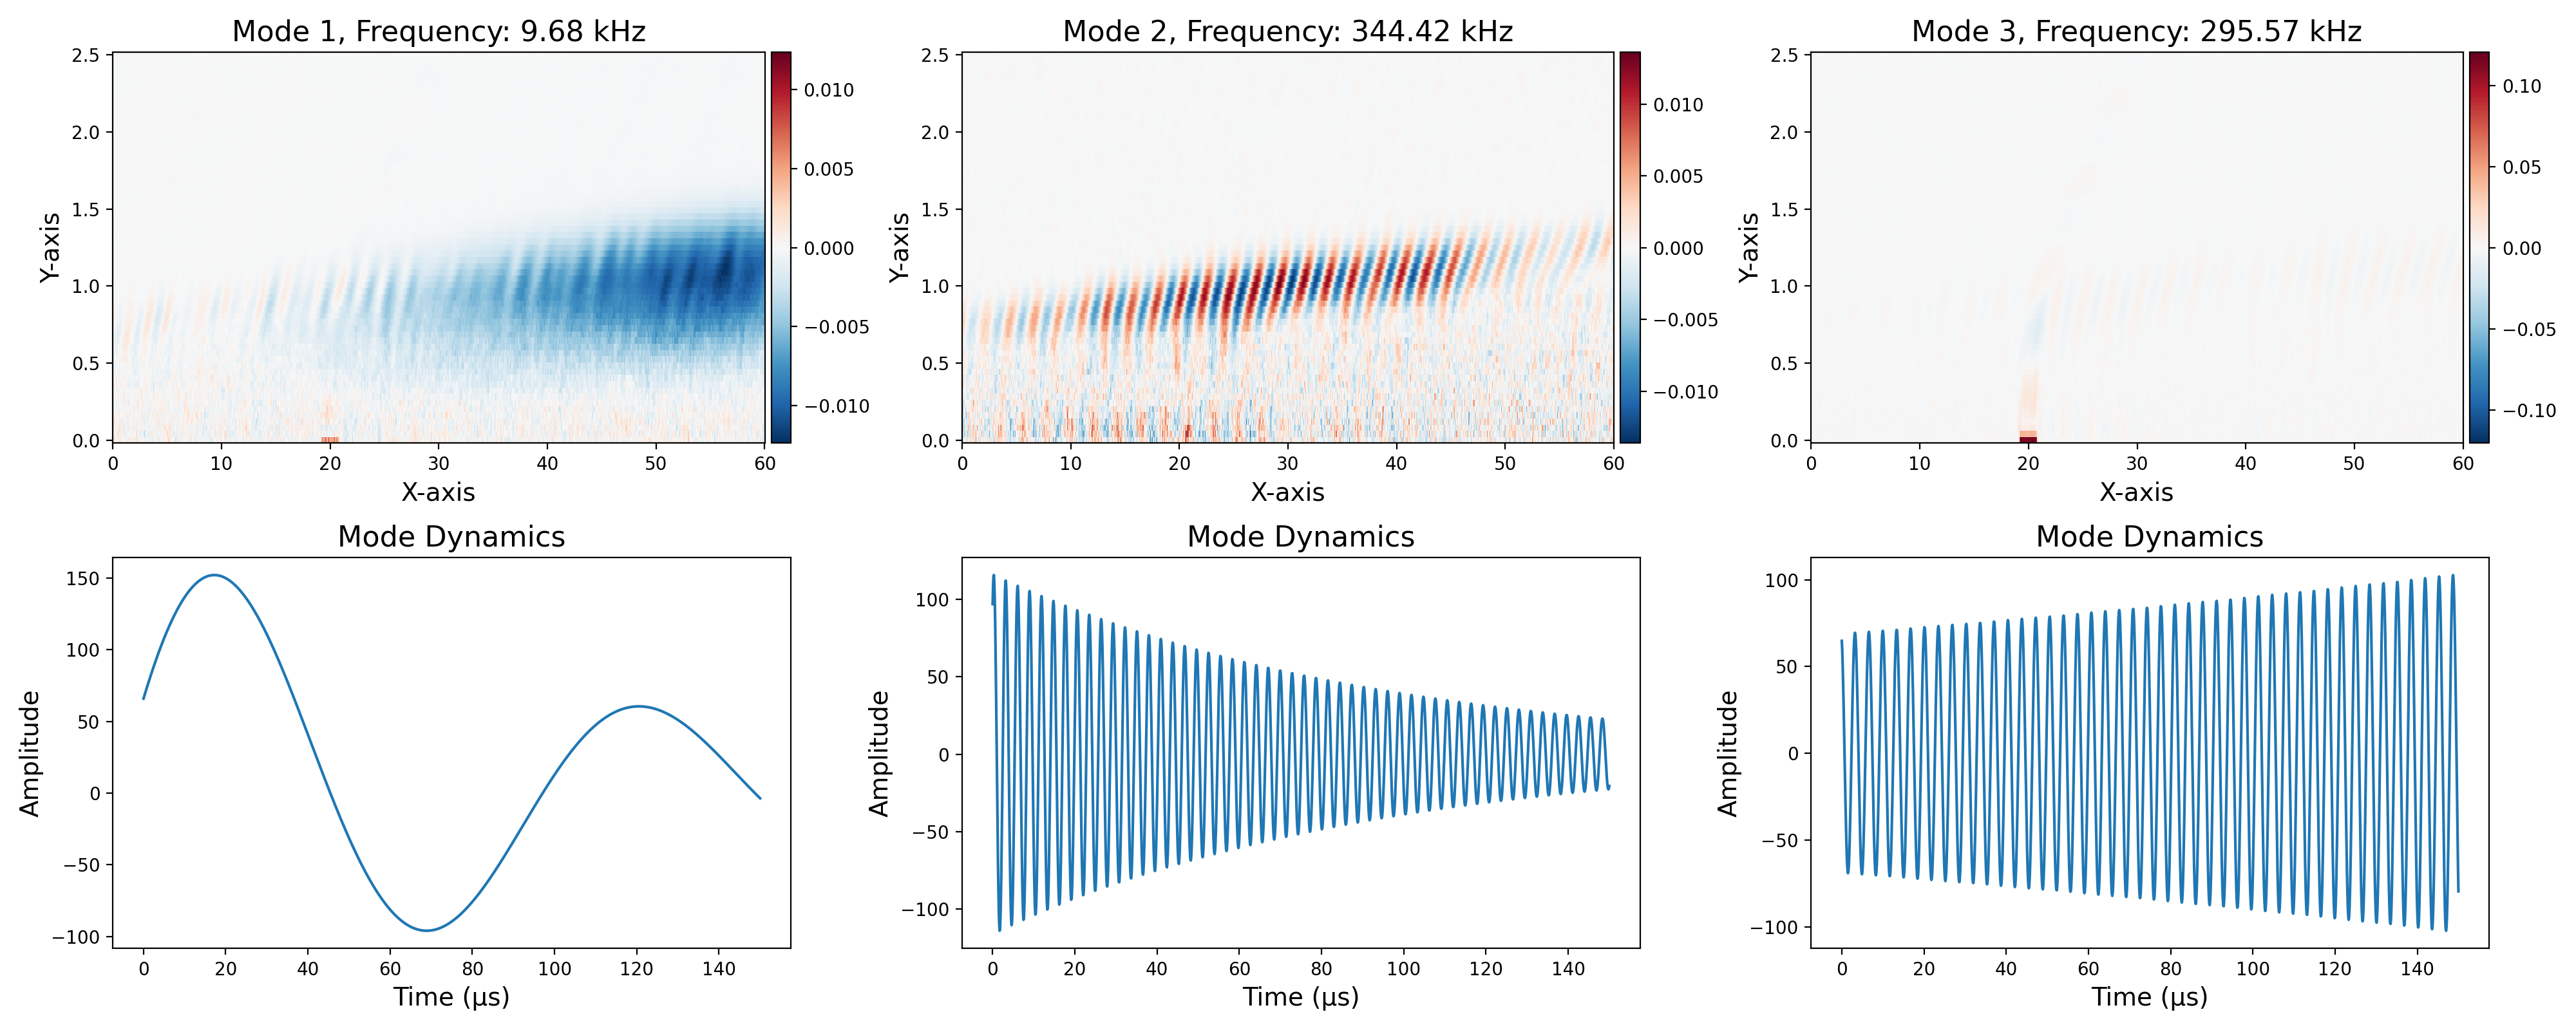 Mode 1, Frequency: 9.68 kHz
Y-axis
2.5
2.0
1.5
1.0
0.5
0.0
0 10 20 30 40 50 60
X-axis
0.010
0.005
0.000
−0.005
−0.010
Mode 2, Frequency: 344.42 kHz
Y-axis
2.5
2.0
1.5
1.0
0.5
0.0
0 10 20 30 40 50 60
X-axis
0.010
0.005
0.000
−0.005
−0.010
Mode 3, Frequency: 295.57 kHz
Y-axis
2.5
2.0
1.5
1.0
0.5
0.0
0 10 20 30 40 50 60
X-axis
0.10
0.05
0.00
−0.05
−0.10
Mode Dynamics
Amplitude
150
100
50
0
−50
−100
0 20 40 60 80 100 120 140
Time (μs)
Mode Dynamics
Amplitude
100
50
0
−50
−100
0 20 40 60 80 100 120 140
Time (μs)
Mode Dynamics
Amplitude
100
50
0
−50
−100
0 20 40 60 80 100 120 140
Time (μs)